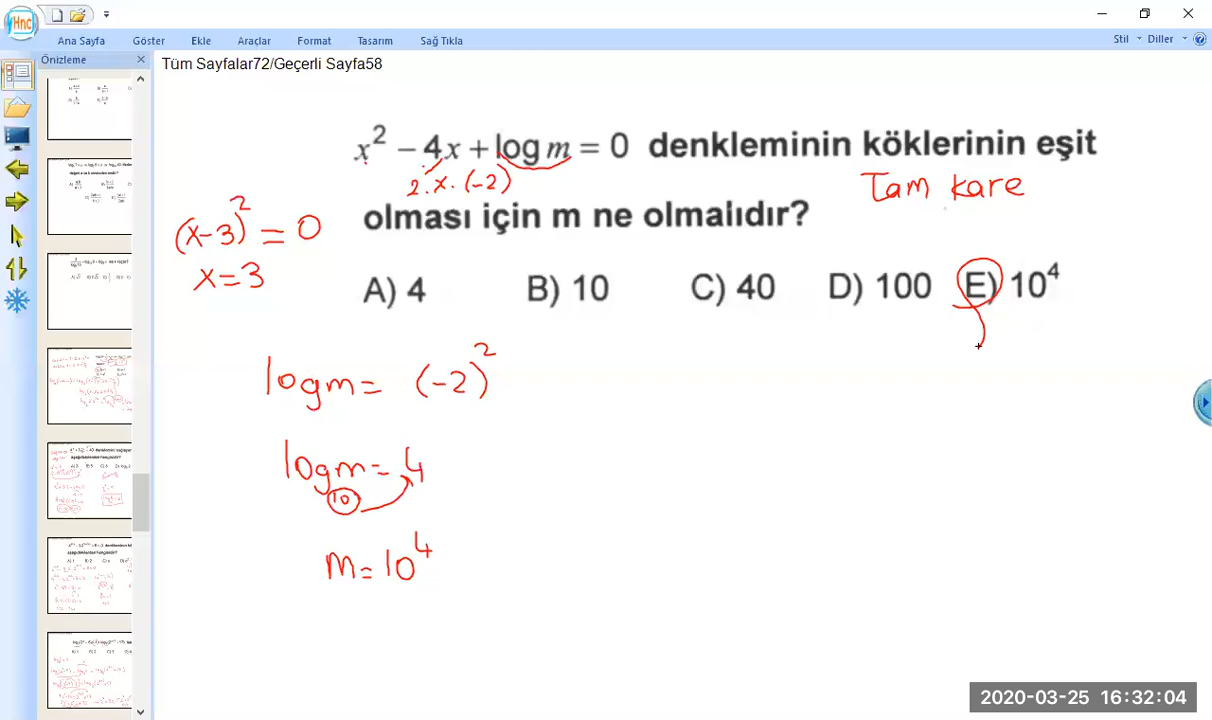 Hnc
Ana Sayfa Göster Ekle Araçlar Format Tasarım Sağ Tıkla Stil Diller
Önizleme
Tüm Sayfalar72/Geçerli Sayfa58
x² − 4x + log m = 0 denkleminin köklerinin eşit
2.x.(-2) Tam kare
olması için m ne olmalıdır?
(x-3)² = 0
x=3
A) 4 B) 10 C) 40 D) 100 E) 10⁴
logm = (-2)²
logm = 4
10
m = 10⁴
2020-03-25 16:32:04